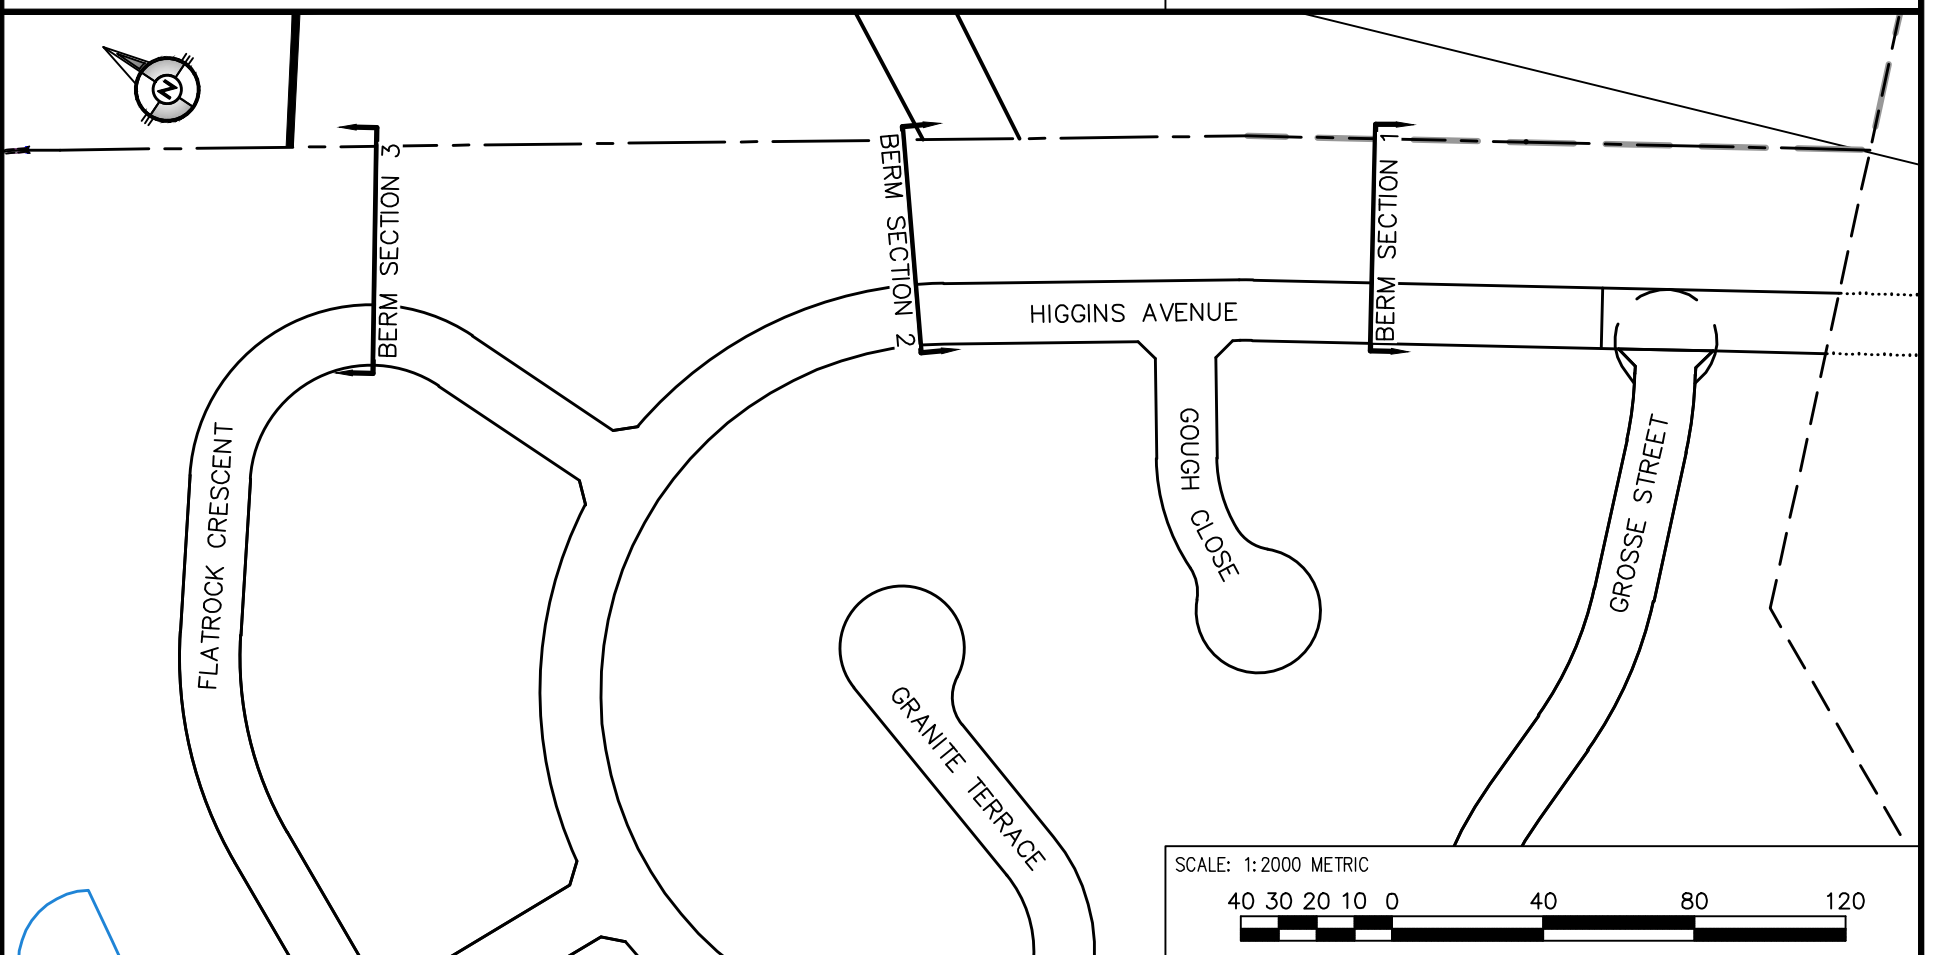 N
BERM SECTION 3
BERM SECTION 2
BERM SECTION 1
HIGGINS AVENUE
FLATROCK CRESCENT
GOUGH CLOSE
GROSSE STREET
GRANITE TERRACE
SCALE: 1:2000 METRIC
40 30 20 10 0 40 80 120